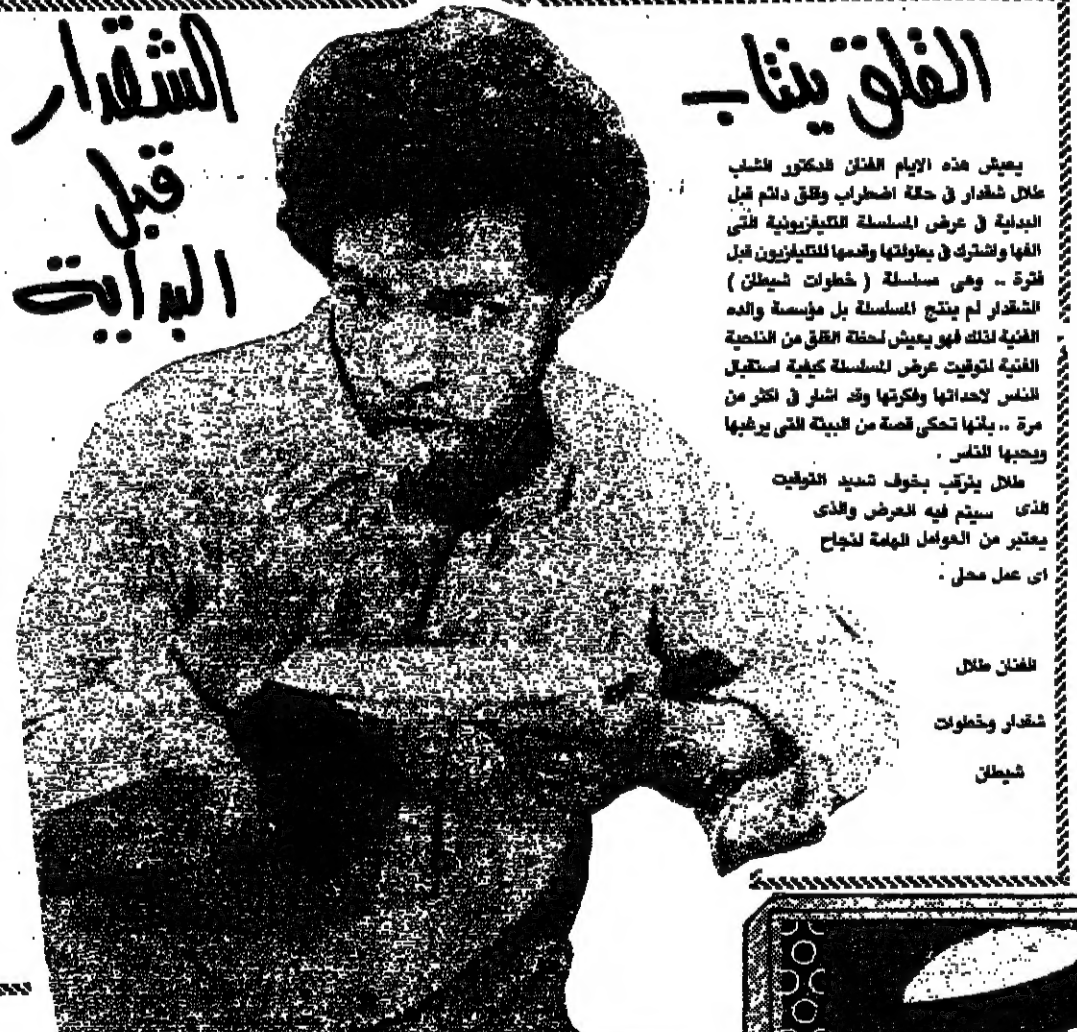 القلق ينتاب
الشقدار
قبل
البداية
يعيش هذه الايام الفنان الدكتور الشاب
طلال شقدار في حالة اضطراب وقلق دائم قبل
البداية في عرض المسلسلة التليفزيونية التى
الفها واشترك في بطولتها وقدمها للتليفزيون قبل
فترة .. وهى مسلسلة ( خطوات شيطان )
الشقدار لم ينتج المسلسلة بل مؤسسة والده
الفنية لذلك فهو يعيش لحظة القلق من الناحية
الفنية لتوقيت عرض المسلسلة كيفية استقبال
الناس لاحداثها وفكرتها وقد اشار في اكثر من
مرة .. بأنها تحكى قصة من البيئة التى يرغبها
ويحبها الناس .
طلال يترقب بخوف شديد التوقيت
الذى سيتم فيه العرض والذى
يعتبر من العوامل الهامة لنجاح
اى عمل محلى .
الفنان طلال
شقدار وخطوات
شيطان